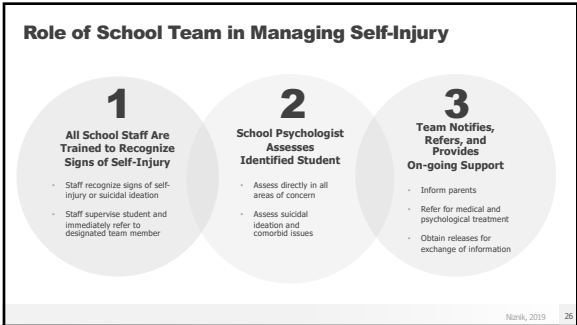 Role of School Team in Managing Self-Injury
1
All School Staff Are
Trained to Recognize
Signs of Self-Injury
• Staff recognize signs of self-
injury or suicidal ideation
• Staff supervise student and
immediately refer to
designated team member
2
School Psychologist
Assesses
Identified Student
• Assess directly in all
areas of concern
• Assess suicidal
ideation and
comorbid issues
3
Team Notifies,
Refers, and
Provides
On-going Support
• Inform parents
• Refer for medical and
psychological treatment
• Obtain releases for
exchange of information
Niznik, 2019
26